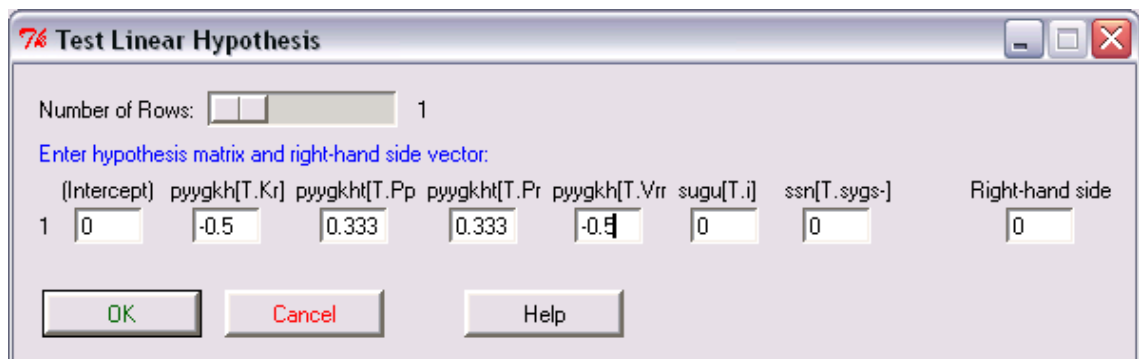 Test Linear Hypothesis
Number of Rows: 1
Enter hypothesis matrix and right-hand side vector:
(Intercept) pyygkh[T.Kr] pyygkht[T.Pp pyygkht[T.Pr pyygkh[T.Vrr sugu[T.i] ssn[T.sygs-] Right-hand side
1 0 -0.5 0.333 0.333 -0.5 0 0 0
OK Cancel Help